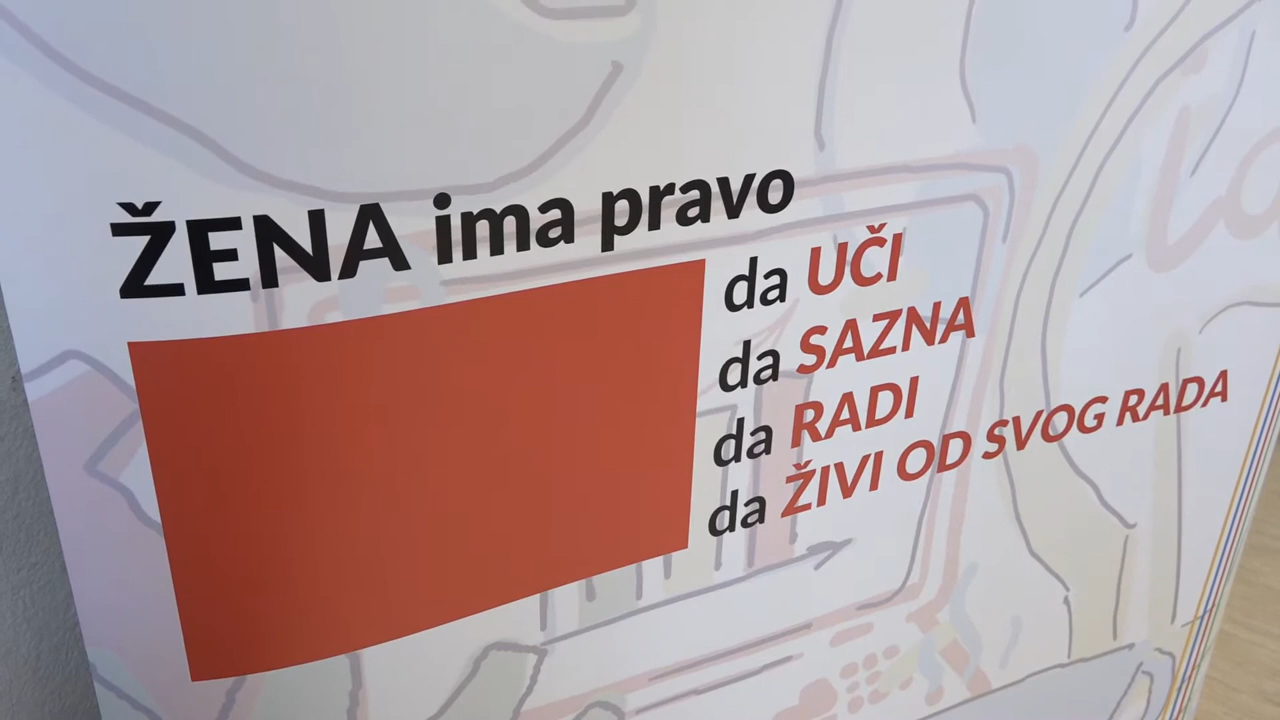 ŽENA ima pravo
da UČI
da SAZNA
da RADI
da ŽIVI OD SVOG RADA